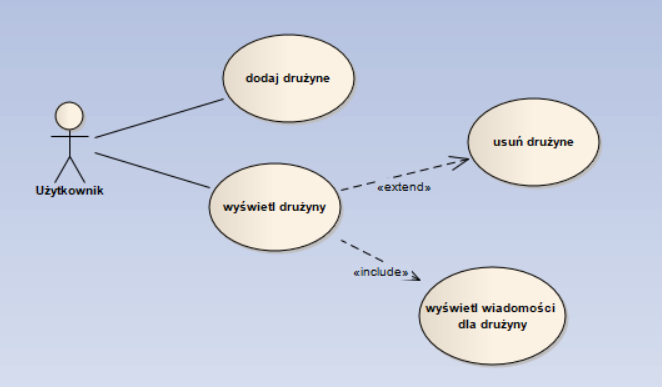 dodaj drużyne
usuń drużyne
Użytkownik
wyświetl drużyny
«extend»
«include»
wyświetl wiadomości
dla drużyny